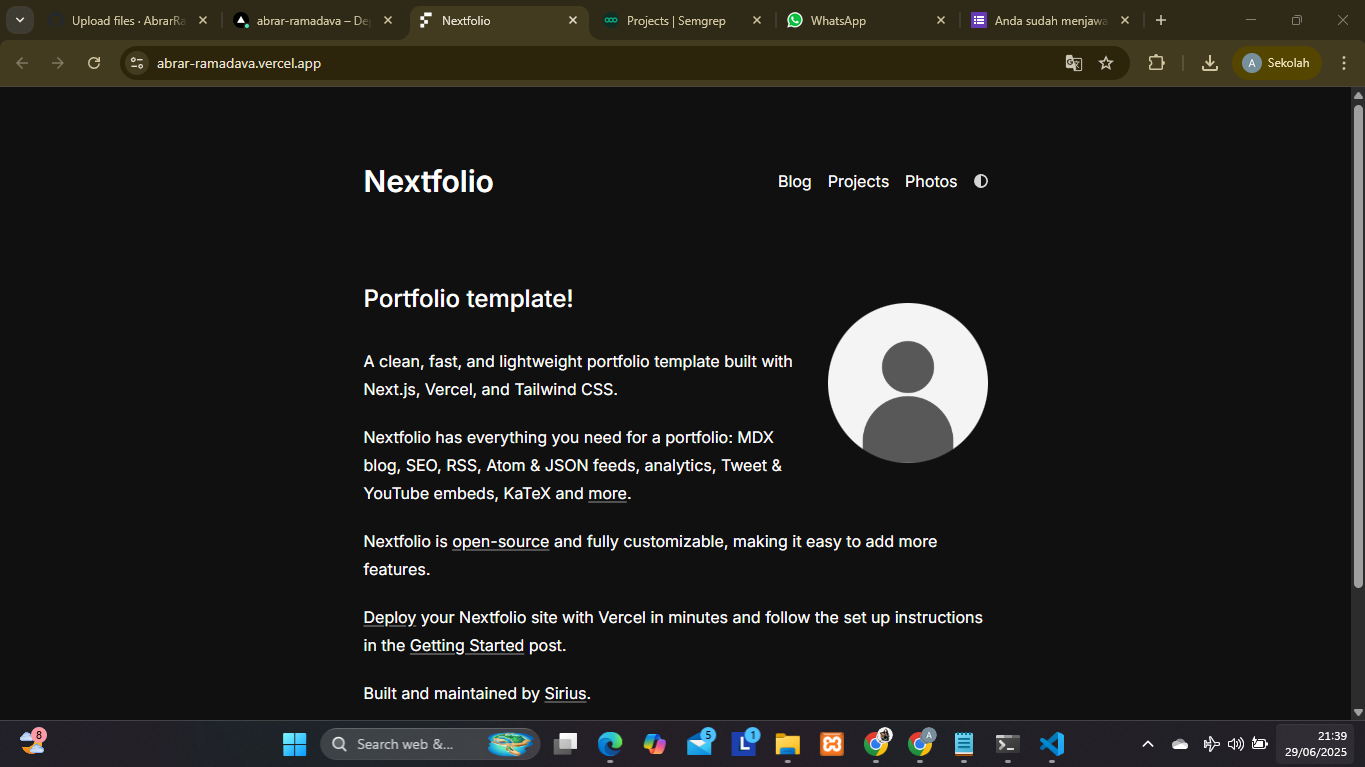 Upload files · AbrarRa
abrar-ramadava – De
Nextfolio
Projects | Semgrep
WhatsApp
Anda sudah menjawa
abrar-ramadava.vercel.app
A
Sekolah
Nextfolio
Blog
Projects
Photos
Portfolio template!
A clean, fast, and lightweight portfolio template built with
Next.js, Vercel, and Tailwind CSS.
Nextfolio has everything you need for a portfolio: MDX
blog, SEO, RSS, Atom & JSON feeds, analytics, Tweet &
YouTube embeds, KaTeX and more.
Nextfolio is open-source and fully customizable, making it easy to add more
features.
Deploy your Nextfolio site with Vercel in minutes and follow the set up instructions
in the Getting Started post.
Built and maintained by Sirius.
8
Search web &...
5
L
1
A
21:39
29/06/2025